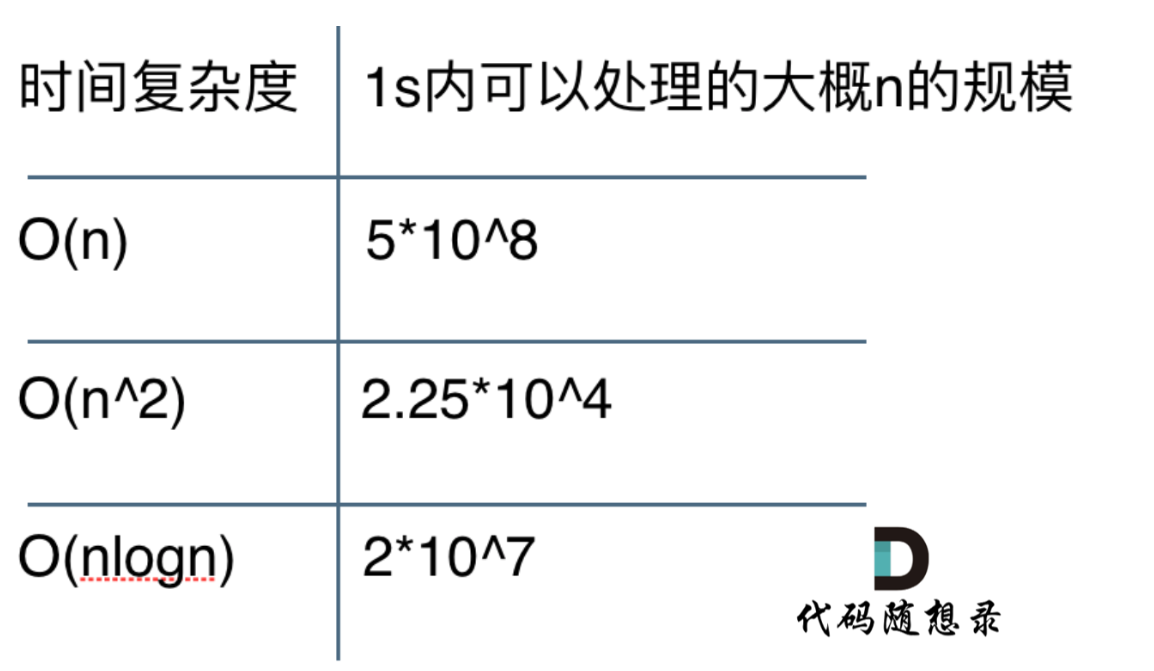 时间复杂度 1s内可以处理的大概n的规模
O(n) 5*10^8
O(n^2) 2.25*10^4
O(nlogn) 2*10^7
代码随想录